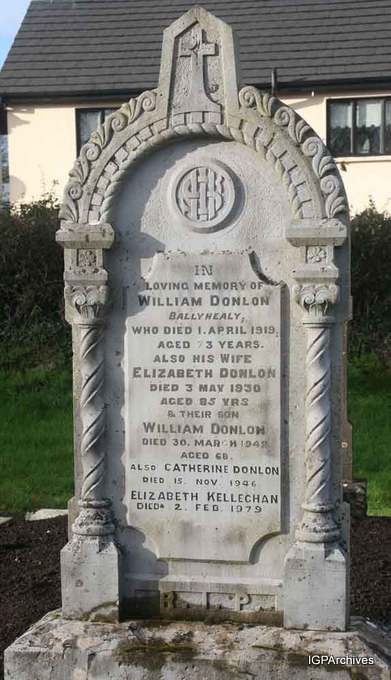 IHS
IN
LOVING MEMORY OF
WILLIAM DONLON
BALLYHEALY,
WHO DIED 1. APRIL 1919,
AGED 73 YEARS.
ALSO HIS WIFE
ELIZABETH DONLON
DIED 3 MAY 1930
AGED 85 YRS
& THEIR SON
WILLIAM DONLON
DIED 30. MARCH 1949
AGED 68.
ALSO CATHERINE DONLON
DIED 15. NOV. 1946
ELIZABETH KELLEGHAN
DIED 2. FEB. 1979
R.I.P.
IGPArchives